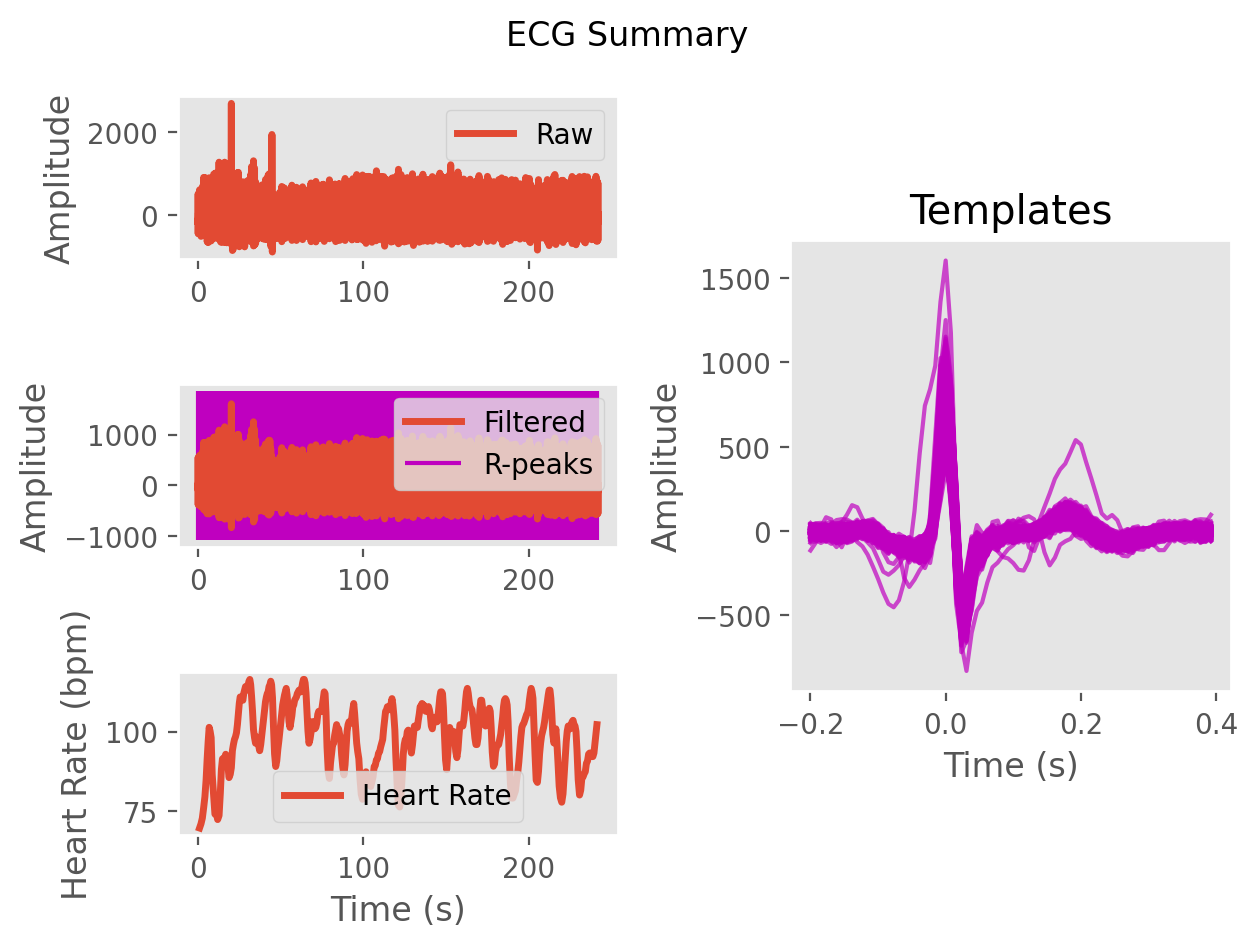 ECG Summary
Amplitude
2000
0
Raw
0 100 200
Amplitude
1000
0
−1000
Filtered
R-peaks
0 100 200
Heart Rate (bpm)
100
75
Heart Rate
0 100 200
Time (s)
Templates
Amplitude
1500
1000
500
0
−500
−0.2 0.0 0.2 0.4
Time (s)